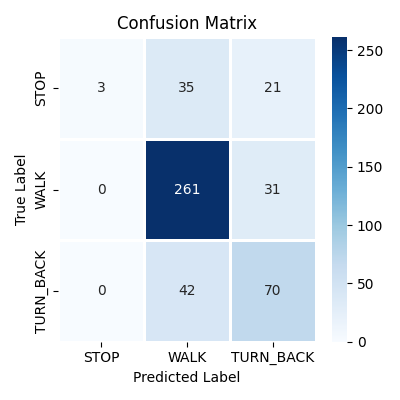 Confusion Matrix
True Label
STOP 3 35 21
WALK 0 261 31
TURN_BACK 0 42 70
STOP WALK TURN_BACK
Predicted Label
250
200
150
100
50
0